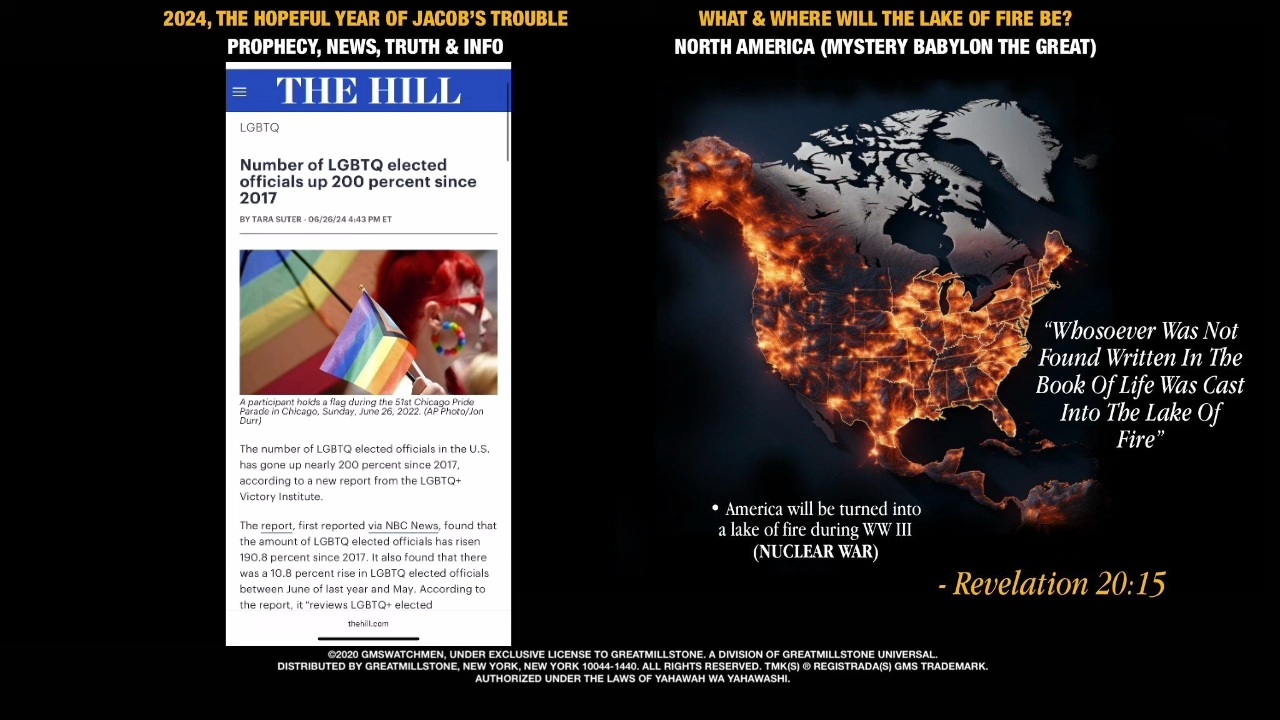 2024, THE HOPEFUL YEAR OF JACOB'S TROUBLE
PROPHECY, NEWS, TRUTH & INFO
THE HILL
LGBTQ
Number of LGBTQ elected
officials up 200 percent since
2017
BY TARA SUTER - 06/26/24 4:43 PM ET
A participant holds a flag during the 51st Chicago Pride
Parade in Chicago, Sunday, June 26, 2022. (AP Photo/Jon
Durr)
The number of LGBTQ elected officials in the U.S.
has gone up nearly 200 percent since 2017,
according to a new report from the LGBTQ+
Victory Institute.
The report, first reported via NBC News, found that
the amount of LGBTQ elected officials has risen
190.8 percent since 2017. It also found that there
was a 10.8 percent rise in LGBTQ elected officials
between June of last year and May. According to
the report, it "reviews LGBTQ+ elected
thehill.com
WHAT & WHERE WILL THE LAKE OF FIRE BE?
NORTH AMERICA (MYSTERY BABYLON THE GREAT)
“Whosoever Was Not
Found Written In The
Book Of Life Was Cast
Into The Lake Of
Fire”
• America will be turned into
a lake of fire during WW III
(NUCLEAR WAR)
- Revelation 20:15
©2020 GMSWATCHMEN, UNDER EXCLUSIVE LICENSE TO GREATMILLSTONE. A DIVISION OF GREATMILLSTONE UNIVERSAL.
DISTRIBUTED BY GREATMILLSTONE, NEW YORK, NEW YORK 10044-1440. ALL RIGHTS RESERVED. TMK(S) ® REGISTRADA(S) GMS TRADEMARK.
AUTHORIZED UNDER THE LAWS OF YAHAWAH WA YAHAWASHI.